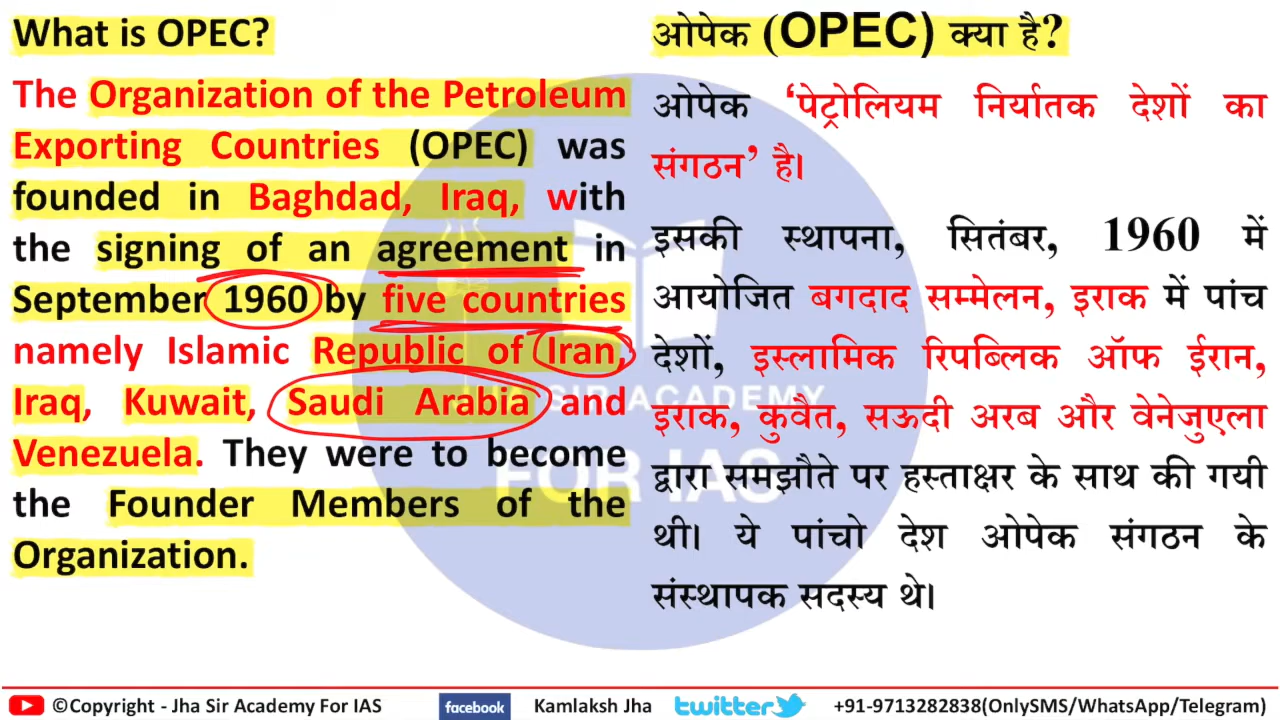 What is OPEC?
The Organization of the Petroleum
Exporting Countries (OPEC) was
founded in Baghdad, Iraq, with
the signing of an agreement in
September 1960 by five countries
namely Islamic Republic of Iran,
Iraq, Kuwait, Saudi Arabia and
Venezuela. They were to become
the Founder Members of the
Organization.
ओपेक (OPEC) क्या है?
ओपेक ‘पेट्रोलियम निर्यातक देशों का
संगठन’ है।
इसकी स्थापना, सितंबर, 1960 में
आयोजित बगदाद सम्मेलन, इराक में पांच
देशों, इस्लामिक रिपब्लिक ऑफ ईरान,
इराक, कुवैत, सऊदी अरब और वेनेजुएला
द्वारा समझौते पर हस्ताक्षर के साथ की गयी
थी। ये पांचो देश ओपेक संगठन के
संस्थापक सदस्य थे।
JHA SIR ACADEMY
FOR IAS
©Copyright - Jha Sir Academy For IAS facebook Kamlaksh Jha twitter +91-9713282838(OnlySMS/WhatsApp/Telegram)